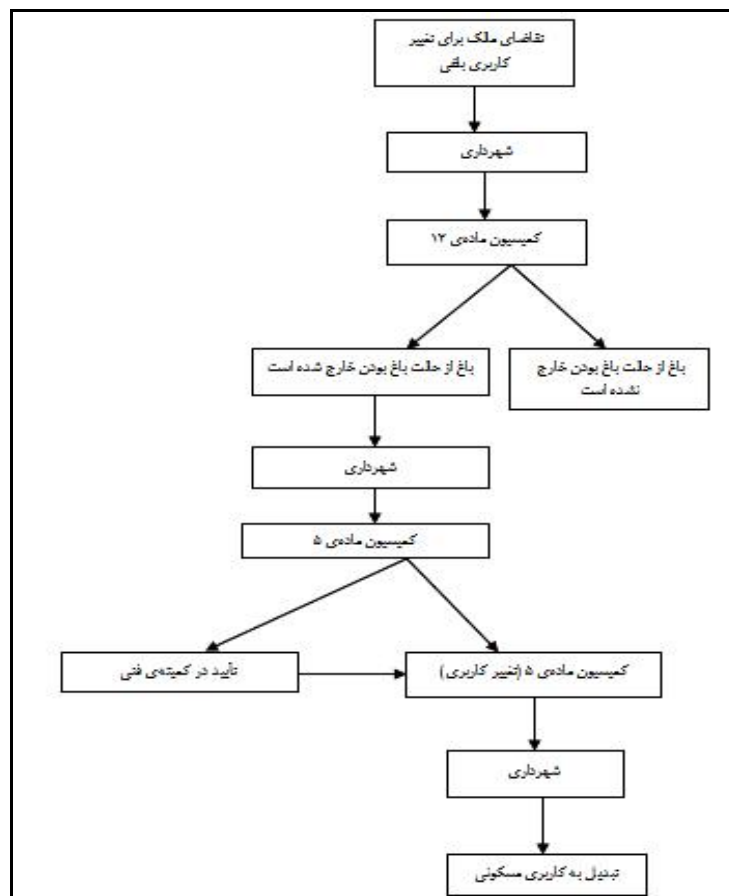 تقاضای مالک برای تغییر
کاربری باغی
شهرداری
کمیسیون ماده‌ی ۱۲
باغ از حالت باغ بودن خارج
نشده است
باغ از حالت باغ بودن خارج شده است
شهرداری
کمیسیون ماده‌ی ۵
کمیسیون ماده‌ی ۵ (تغییر کاربری)
تأیید در کمیته‌ی فنی
شهرداری
تبدیل به کاربری مسکونی